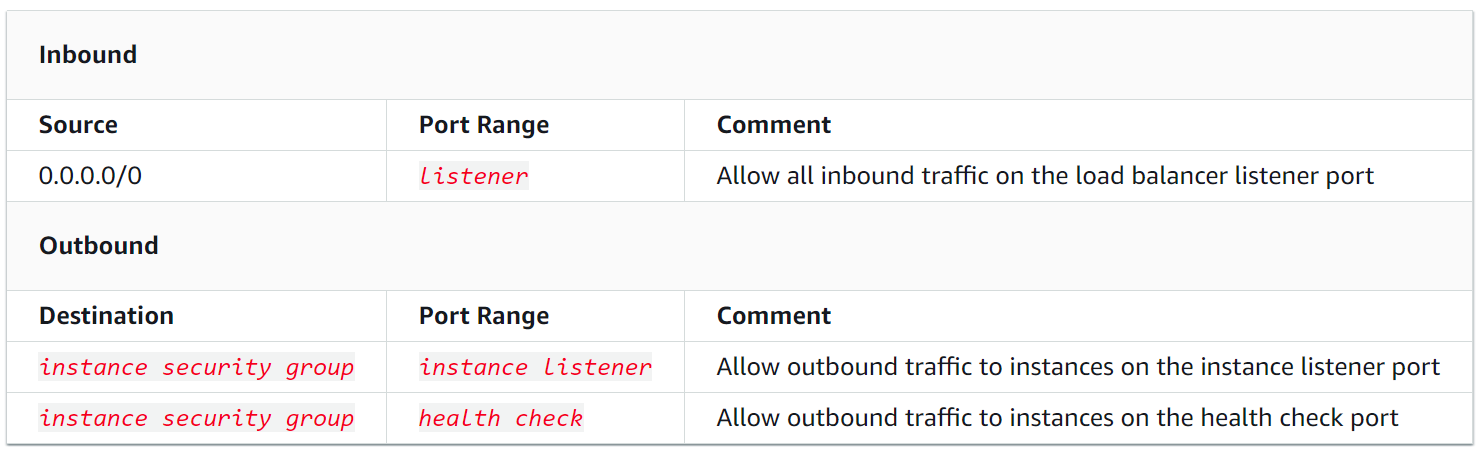 Inbound
Source Port Range Comment
0.0.0.0/0 listener Allow all inbound traffic on the load balancer listener port
Outbound
Destination Port Range Comment
instance security group instance listener Allow outbound traffic to instances on the instance listener port
instance security group health check Allow outbound traffic to instances on the health check port